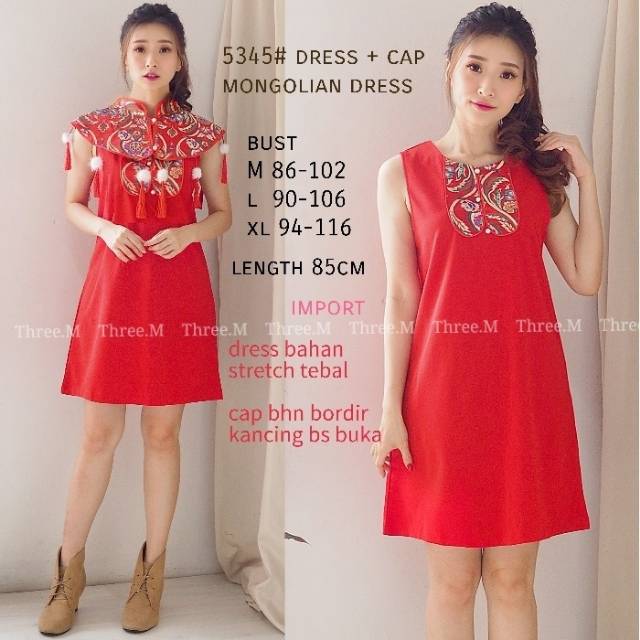 5345# DRESS + CAP
MONGOLIAN DRESS
BUST
M 86-102
L 90-106
XL 94-116
LENGTH 85CM
IMPORT
Three.M Three.M Three.M Three.M Three.M Three.M Three.M Three.M
dress bahan
stretch tebal
cap bhn bordir
kancing bs buka